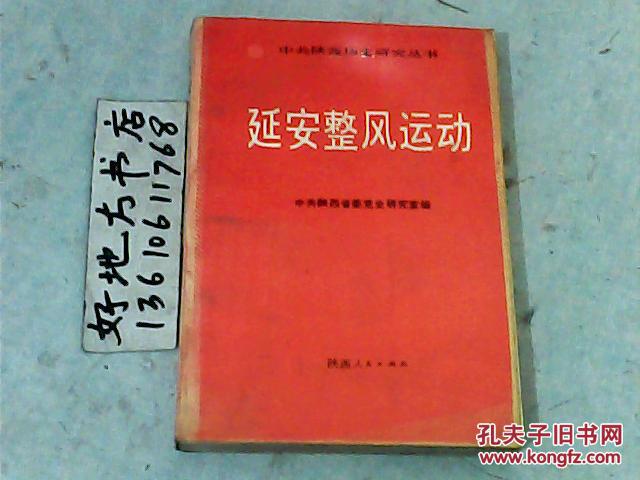 中共陕西历史研究丛书
延安整风运动
中共陕西省委党史研究室编
陕西人民出版社
好地方书店
13610611768
孔夫子旧书网
www.kongfz.com